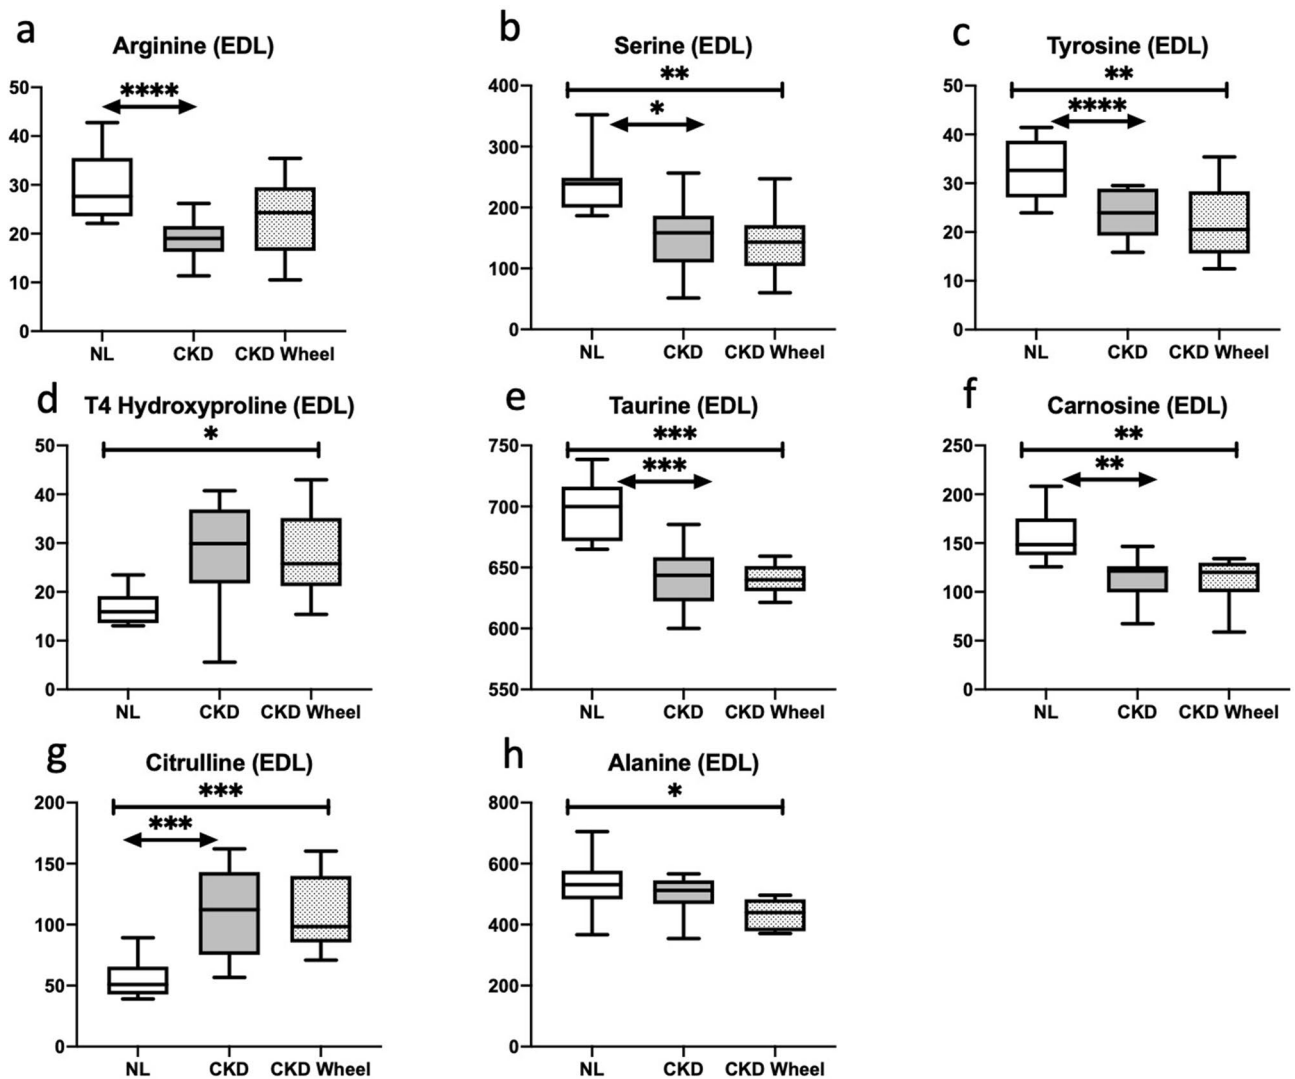 a
Arginine (EDL)
****
50
40
30
20
10
0
NL CKD CKD Wheel
b
Serine (EDL)
**
*
400
300
200
100
0
NL CKD CKD Wheel
c
Tyrosine (EDL)
**
****
50
40
30
20
10
0
NL CKD CKD Wheel
d
T4 Hydroxyproline (EDL)
*
50
40
30
20
10
0
NL CKD CKD Wheel
e
Taurine (EDL)
***
***
750
700
650
600
550
NL CKD CKD Wheel
f
Carnosine (EDL)
**
**
250
200
150
100
50
0
NL CKD CKD Wheel
g
Citrulline (EDL)
***
***
200
150
100
50
0
NL CKD CKD Wheel
h
Alanine (EDL)
*
800
600
400
200
0
NL CKD CKD Wheel